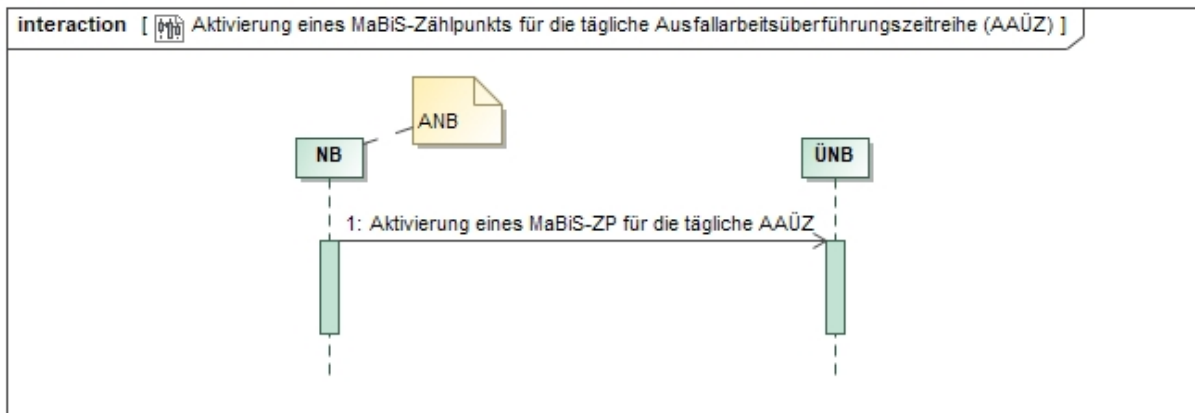 interaction [ Aktivierung eines MaBiS-Zählpunkts für die tägliche Ausfallarbeitsüberführungszeitreihe (AAÜZ) ]
ANB
NB
ÜNB
1: Aktivierung eines MaBiS-ZP für die tägliche AAÜZ